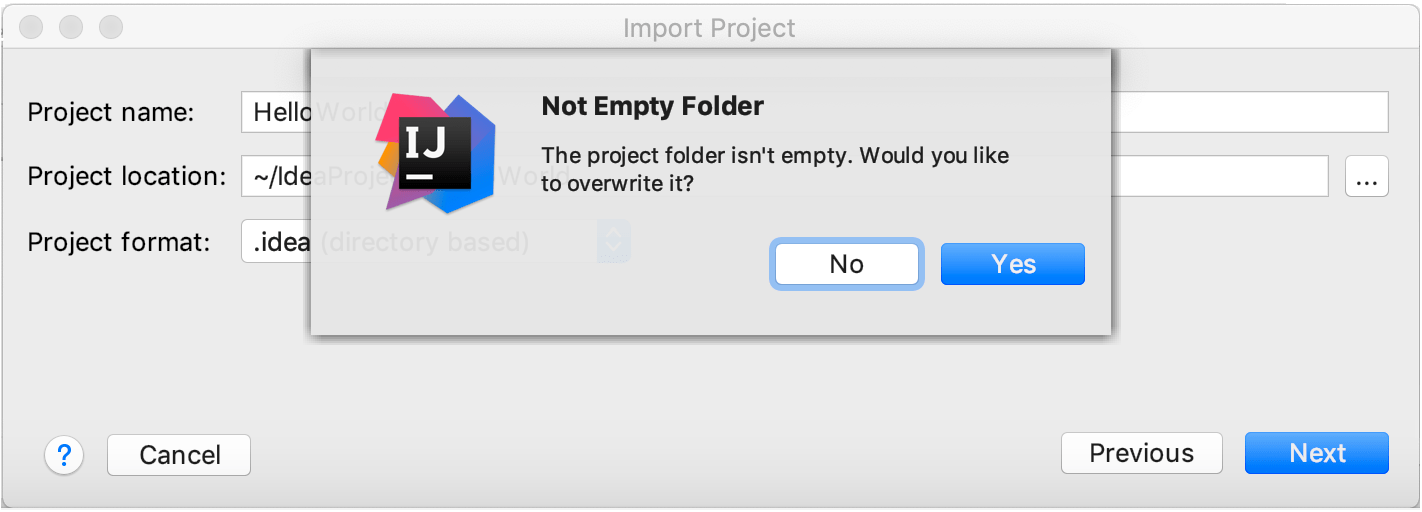 Import Project
Not Empty Folder
The project folder isn't empty. Would you like
to overwrite it?
No
Yes
IJ
Project name: HelloWorld
Project location: ~/IdeaProje World
...
Project format: .idea (directory based)
?
Cancel
Previous
Next